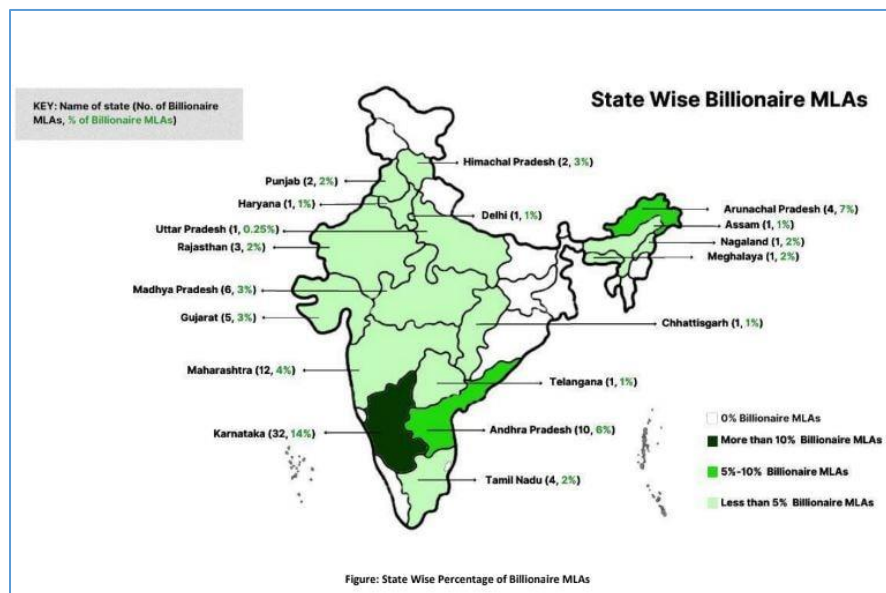 State Wise Billionaire MLAs
KEY: Name of state (No. of Billionaire
MLAs, % of Billionaire MLAs)
Himachal Pradesh (2, 3%)
Punjab (2, 2%)
Haryana (1, 1%)
Delhi (1, 1%)
Uttar Pradesh (1, 0.25%)
Rajasthan (3, 2%)
Arunachal Pradesh (4, 7%)
Assam (1, 1%)
Nagaland (1, 2%)
Meghalaya (1, 2%)
Madhya Pradesh (6, 3%)
Gujarat (5, 3%)
Chhattisgarh (1, 1%)
Maharashtra (12, 4%)
Telangana (1, 1%)
Karnataka (32, 14%)
Andhra Pradesh (10, 6%)
Tamil Nadu (4, 2%)
0% Billionaire MLAs
More than 10% Billionaire MLAs
5%-10% Billionaire MLAs
Less than 5% Billionaire MLAs
Figure: State Wise Percentage of Billionaire MLAs